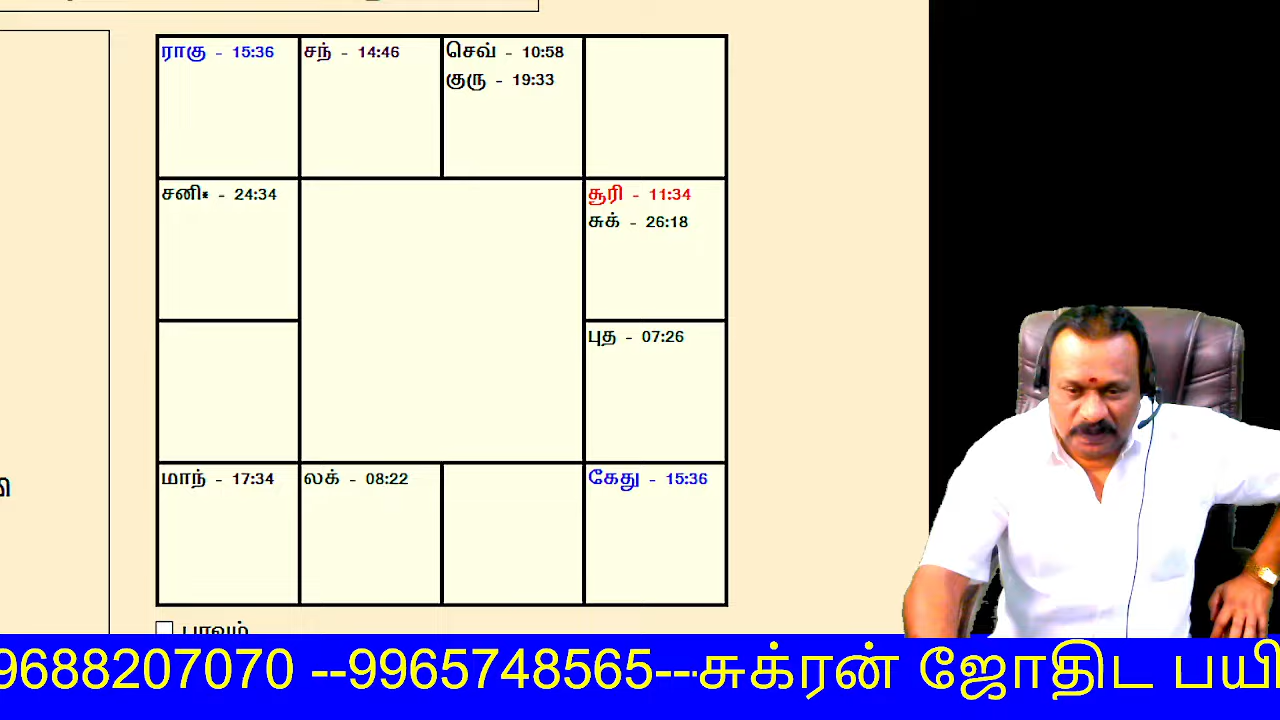 ராகு - 15:36
சந் - 14:46
செவ் - 10:58
குரு - 19:33
சனி* - 24:34
சூரி - 11:34
சுக் - 26:18
புத - 07:26
மாந் - 17:34
லக் - 08:22
கேது - 15:36
பாவம்
9688207070 --9965748565---சுக்ரன் ஜோதிட